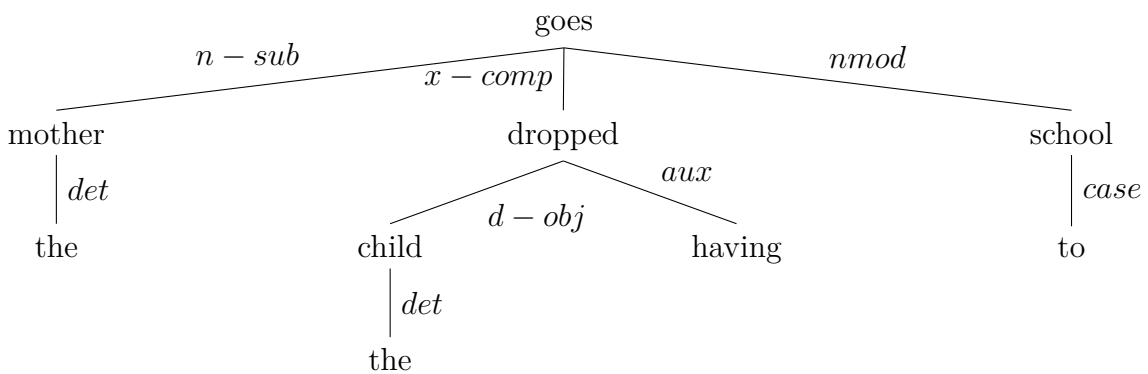 goes
n − sub
x − comp
nmod
mother
dropped
school
det
aux
case
d − obj
the
child
having
to
det
the